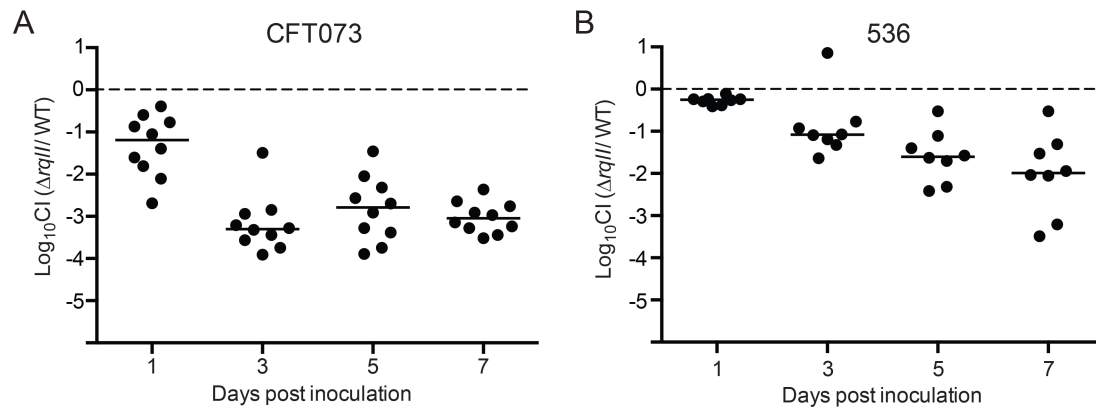 A
CFT073
1
0
-1
-2
-3
-4
-5
Log₁₀CI (ΔrqlI/ WT)
1 3 5 7
Days post inoculation
B
536
1
0
-1
-2
-3
-4
-5
Log₁₀CI (ΔrqlI/ WT)
1 3 5 7
Days post inoculation